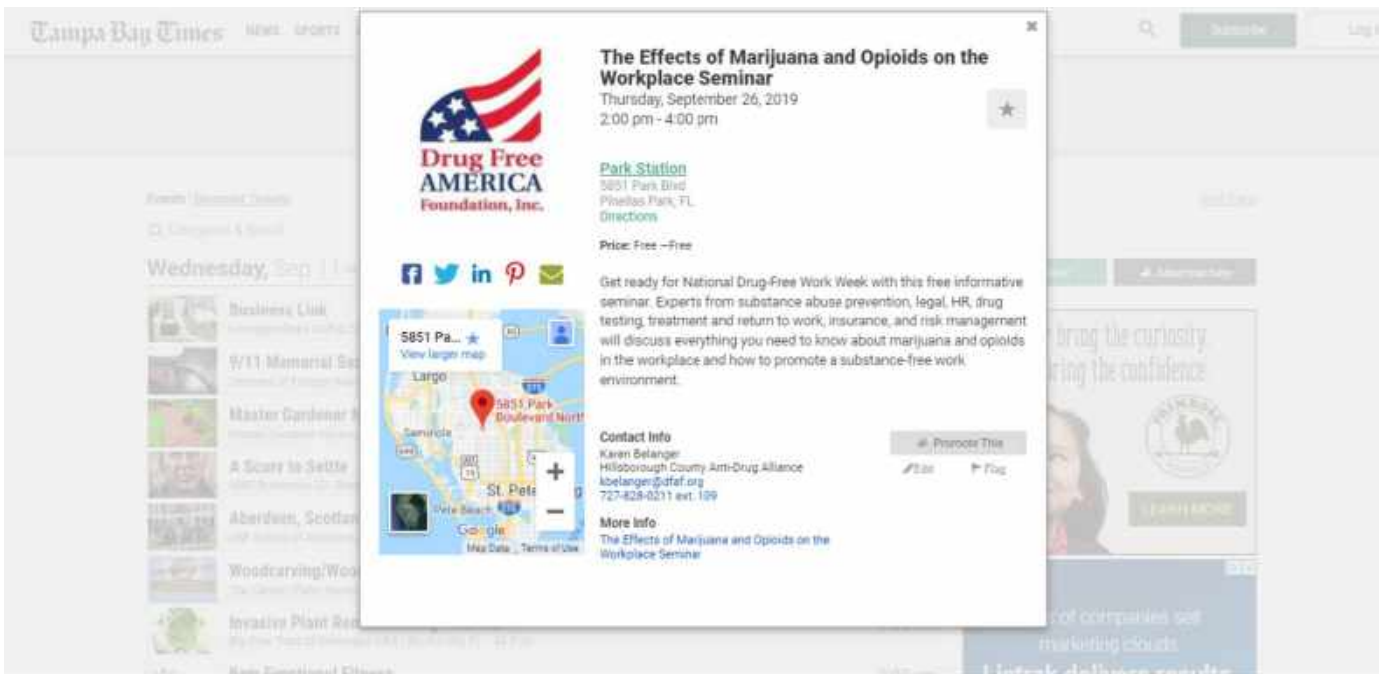 Tampa Bay Times NEWS SPORTS
Subscribe
Log
Drug Free
AMERICA
Foundation, Inc.
The Effects of Marijuana and Opioids on the
Workplace Seminar
Thursday, September 26, 2019
2:00 pm - 4:00 pm
Park Station
5851 Park Blvd
Pinellas Park, FL
Directions
Price: Free —Free
Get ready for National Drug-Free Work Week with this free informative
seminar. Experts from substance abuse prevention, legal, HR, drug
testing, treatment and return to work, insurance, and risk management
will discuss everything you need to know about marijuana and opioids
in the workplace and how to promote a substance-free work
environment.
Contact Info
Karen Belanger
Hillsborough County Anti-Drug Alliance
kbelanger@dfaf.org
727-828-0211 ext. 109
Promote This
Edit
Flag
More Info
The Effects of Marijuana and Opioids on the
Workplace Seminar
5851 Pa...
View larger map
Largo
5851 Park
Boulevard North
Seminole
St. Pete
Pete Beach
Google
Map Data
Terms of Use
Wednesday, Sep 11
Business Link
9/11 Memorial
Master Gardener
A Score to Settle
Aberdeen, Scotland
Woodcarving/Woo
Invasive Plant
bring the curiosity.
bring the confidence
PRIMROSE
LEARN MORE
of companies sell
marketing clouds.
Listrak delivers results